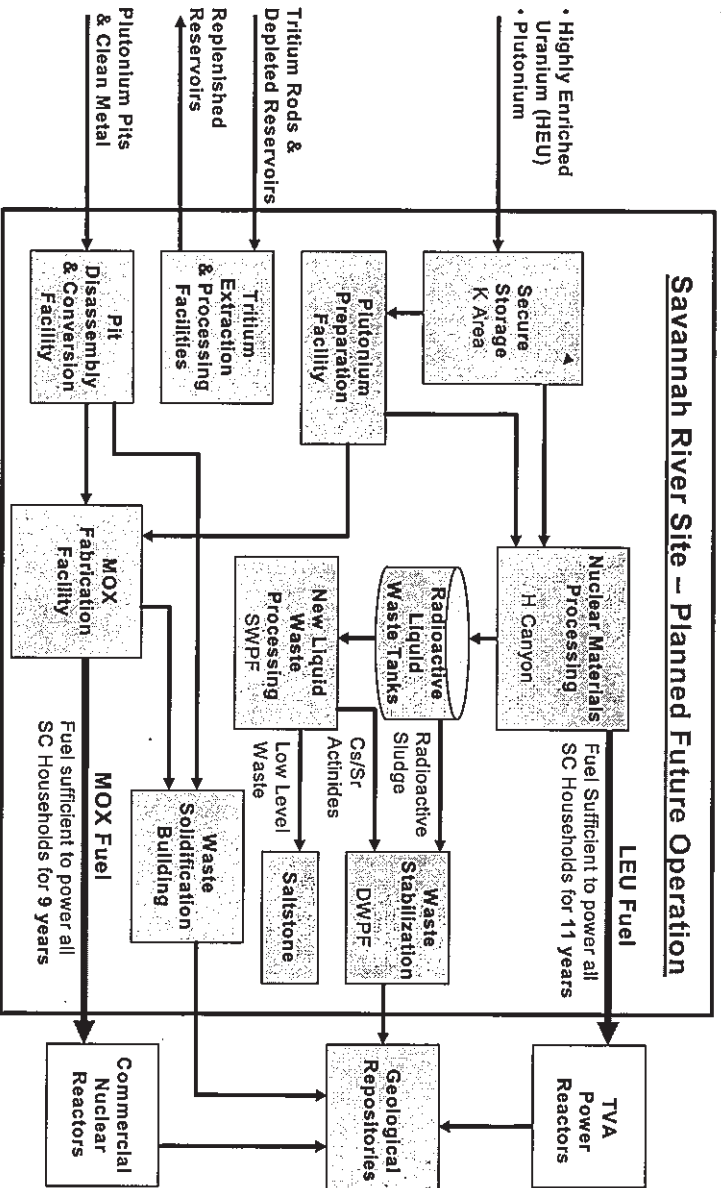 Savannah River Site – Planned Future Operation
• Highly Enriched
Uranium (HEU)
• Plutonium
Tritium Rods &
Depleted Reservoirs
Replenished
Reservoirs
Plutonium Pits
& Clean Metal
Secure
Storage
K Area
Plutonium
Preparation
Facility
Tritium
Extraction
& Processing
Facilities
Pit
Disassembly
& Conversion
Facility
Nuclear Materials
Processing
H Canyon
Radioactive
Liquid
Waste Tanks
New Liquid
Waste
Processing
SWPF
MOX
Fabrication
Facility
LEU Fuel
Fuel Sufficient to power all
SC Households for 11 years
Radioactive
Sludge
Cs/Sr
Actinides
Low Level
Waste
Waste
Stabilization
DWPF
Saltstone
Waste
Solidification
Building
MOX Fuel
Fuel sufficient to power all
SC Households for 9 years
TVA
Power
Reactors
Geological
Repositories
Commercial
Nuclear
Reactors